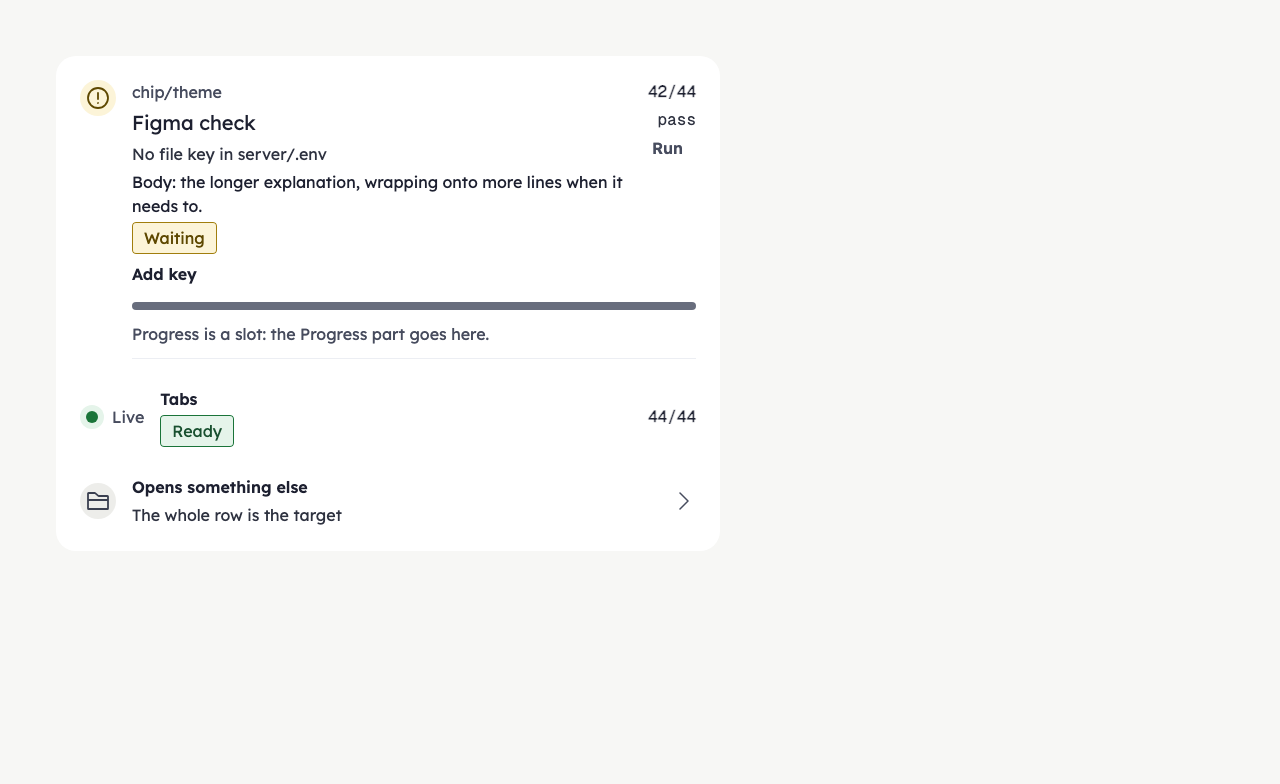 chip/theme
42/44
Figma check
pass
No file key in server/.env
Run
Body: the longer explanation, wrapping onto more lines when it
needs to.
Waiting
Add key
Progress is a slot: the Progress part goes here.
Live
Tabs
Ready
44/44
Opens something else
The whole row is the target